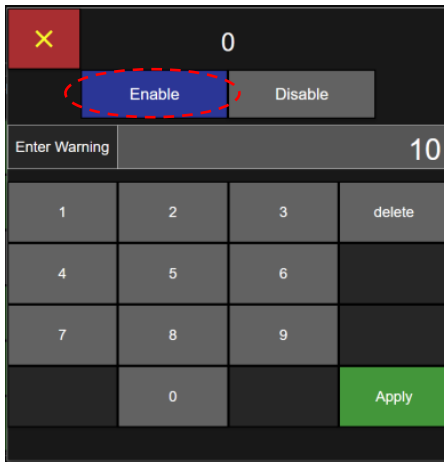 ✕ 0
Enable Disable
Enter Warning 10
1 2 3 delete
4 5 6
7 8 9
0 Apply